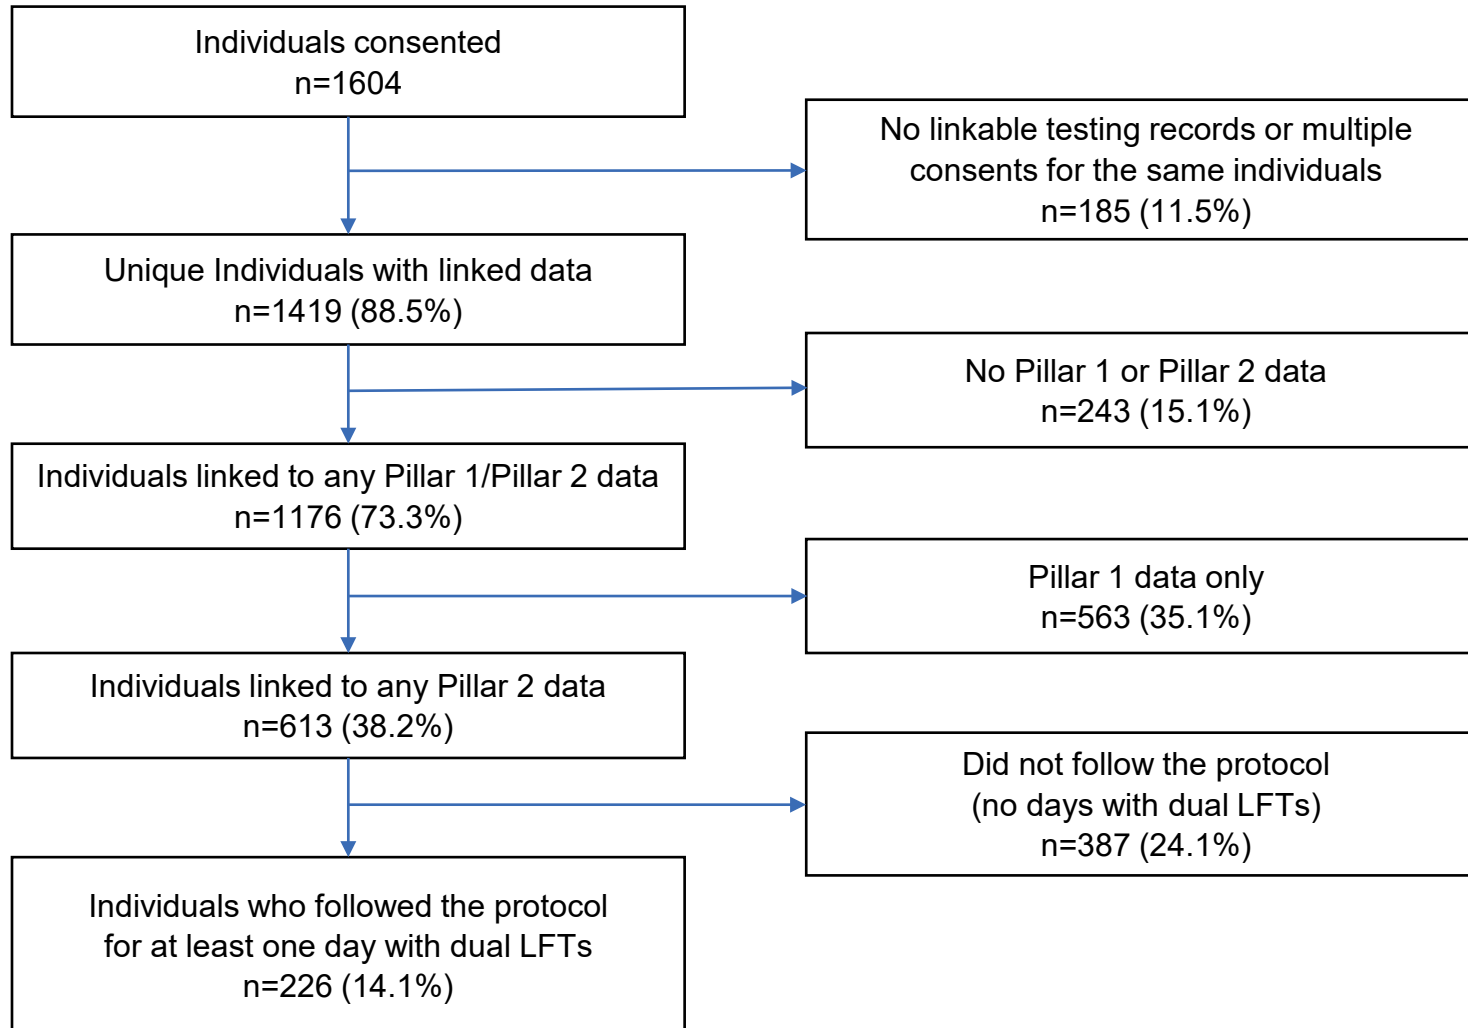 Individuals consented
n=1604
No linkable testing records or multiple
consents for the same individuals
n=185 (11.5%)
Unique Individuals with linked data
n=1419 (88.5%)
No Pillar 1 or Pillar 2 data
n=243 (15.1%)
Individuals linked to any Pillar 1/Pillar 2 data
n=1176 (73.3%)
Pillar 1 data only
n=563 (35.1%)
Individuals linked to any Pillar 2 data
n=613 (38.2%)
Did not follow the protocol
(no days with dual LFTs)
n=387 (24.1%)
Individuals who followed the protocol
for at least one day with dual LFTs
n=226 (14.1%)